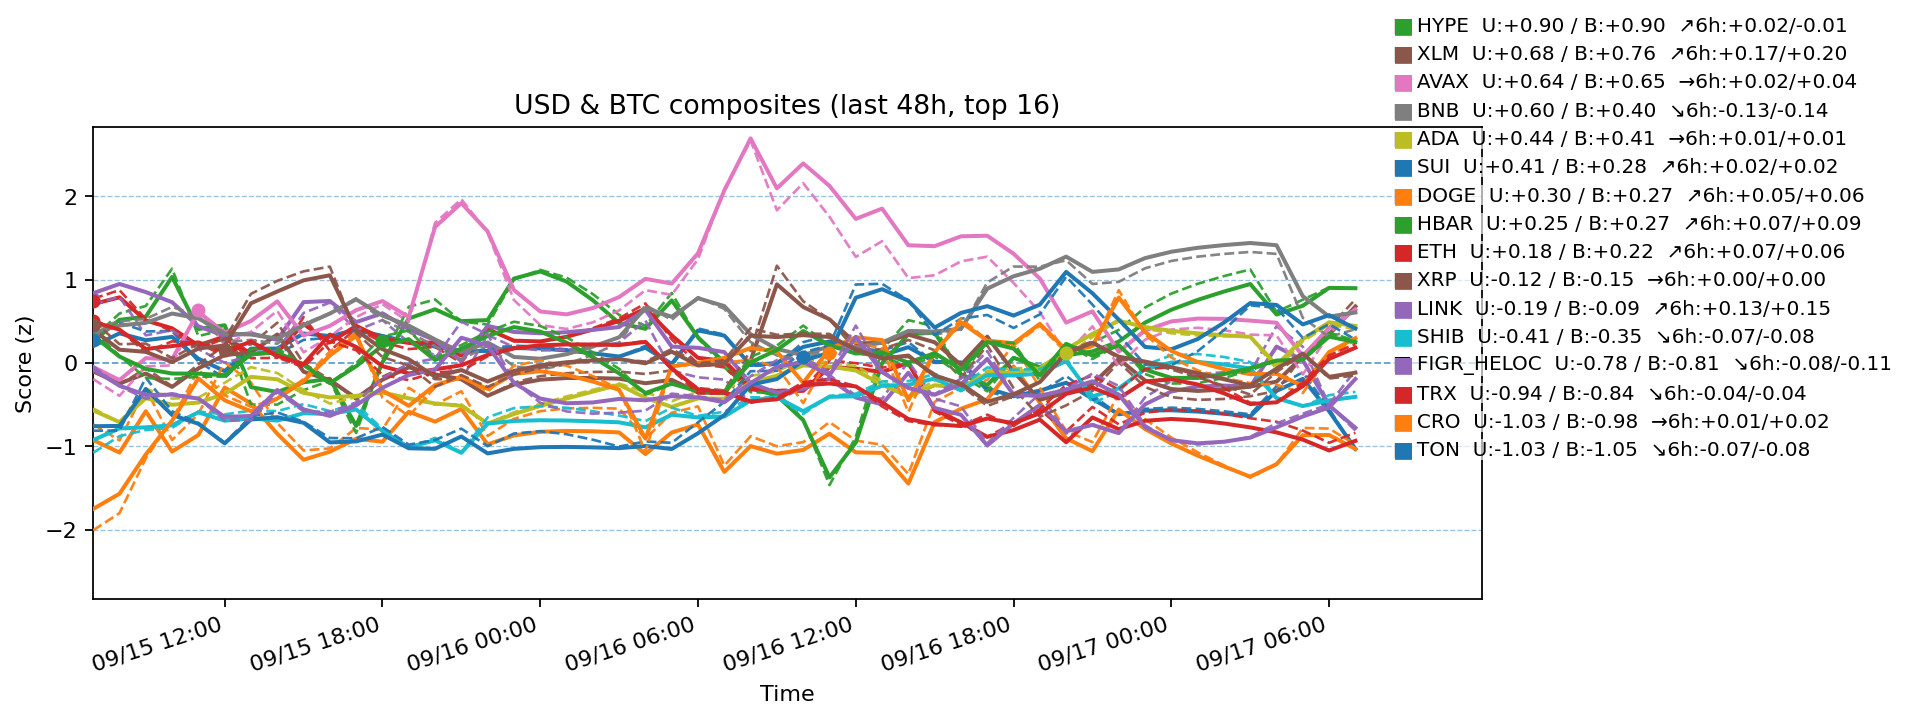 HYPE U:+0.90 / B:+0.90 ↗6h:+0.02/-0.01
XLM U:+0.68 / B:+0.76 ↗6h:+0.17/+0.20
AVAX U:+0.64 / B:+0.65 →6h:+0.02/+0.04
BNB U:+0.60 / B:+0.40 ↘6h:-0.13/-0.14
ADA U:+0.44 / B:+0.41 →6h:+0.01/+0.01
SUI U:+0.41 / B:+0.28 ↗6h:+0.02/+0.02
DOGE U:+0.30 / B:+0.27 ↗6h:+0.05/+0.06
HBAR U:+0.25 / B:+0.27 ↗6h:+0.07/+0.09
ETH U:+0.18 / B:+0.22 ↗6h:+0.07/+0.06
XRP U:-0.12 / B:-0.15 →6h:+0.00/+0.00
LINK U:-0.19 / B:-0.09 ↗6h:+0.13/+0.15
SHIB U:-0.41 / B:-0.35 ↘6h:-0.07/-0.08
FIGR_HELOC U:-0.78 / B:-0.81 ↘6h:-0.08/-0.11
TRX U:-0.94 / B:-0.84 ↘6h:-0.04/-0.04
CRO U:-1.03 / B:-0.98 →6h:+0.01/+0.02
TON U:-1.03 / B:-1.05 ↘6h:-0.07/-0.08
USD & BTC composites (last 48h, top 16)
Score (z)
2
1
0
−1
−2
09/15 12:00
09/15 18:00
09/16 00:00
09/16 06:00
09/16 12:00
09/16 18:00
09/17 00:00
09/17 06:00
Time